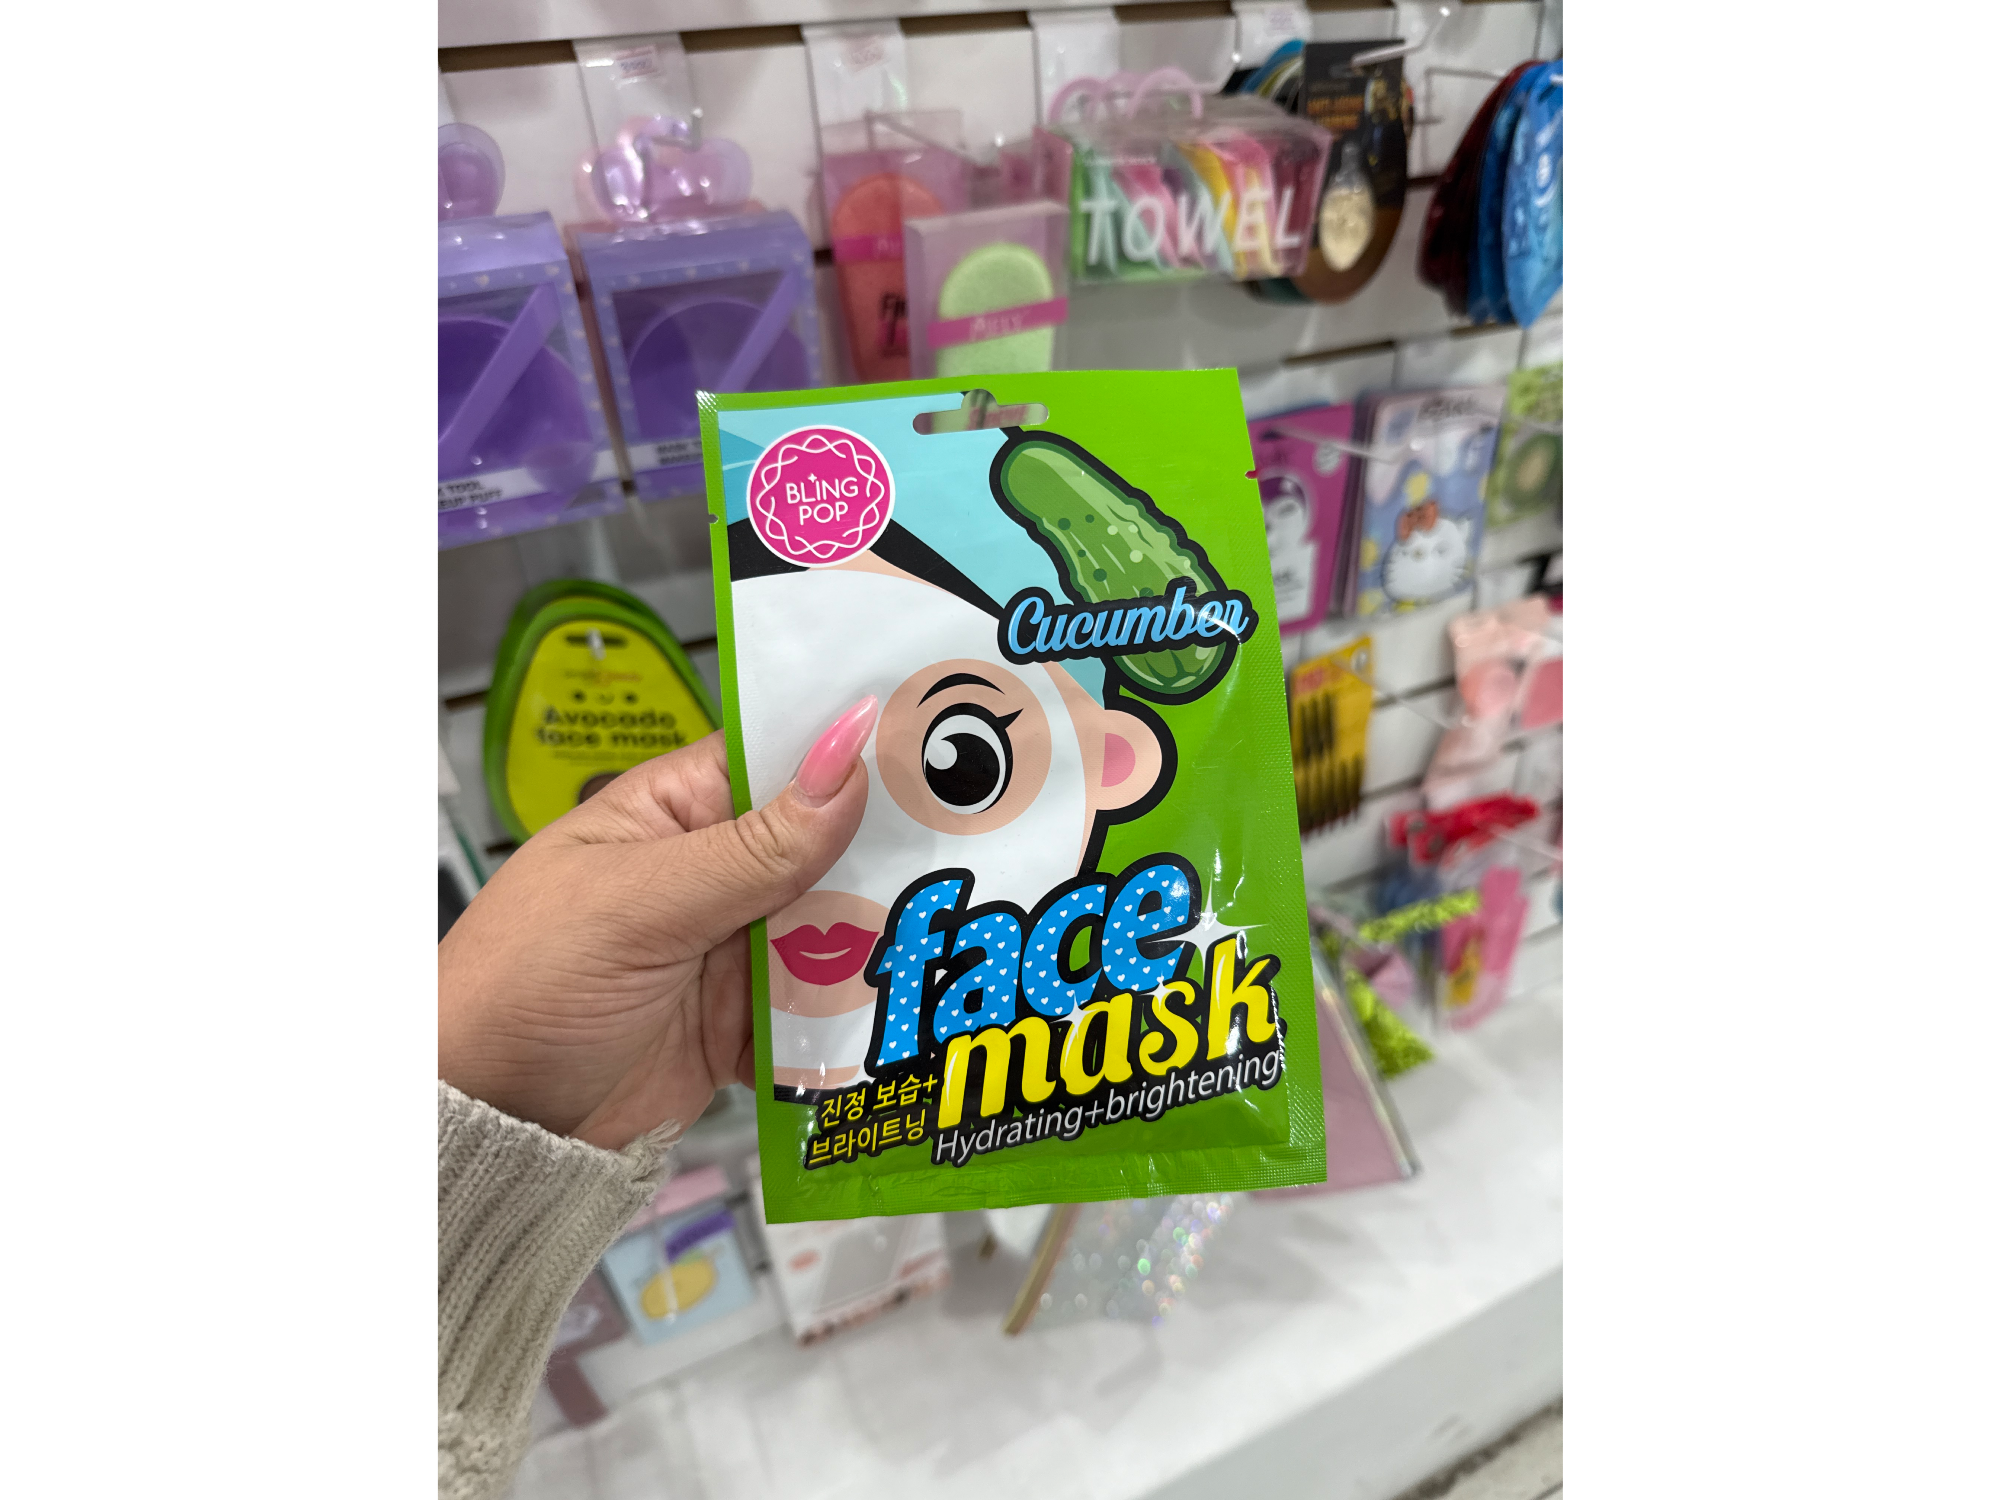 TOWEL
BLING
POP
Cucumber
Avocado
face mask
face
mask
진정 보습+
브라이트닝
Hydrating+brightening